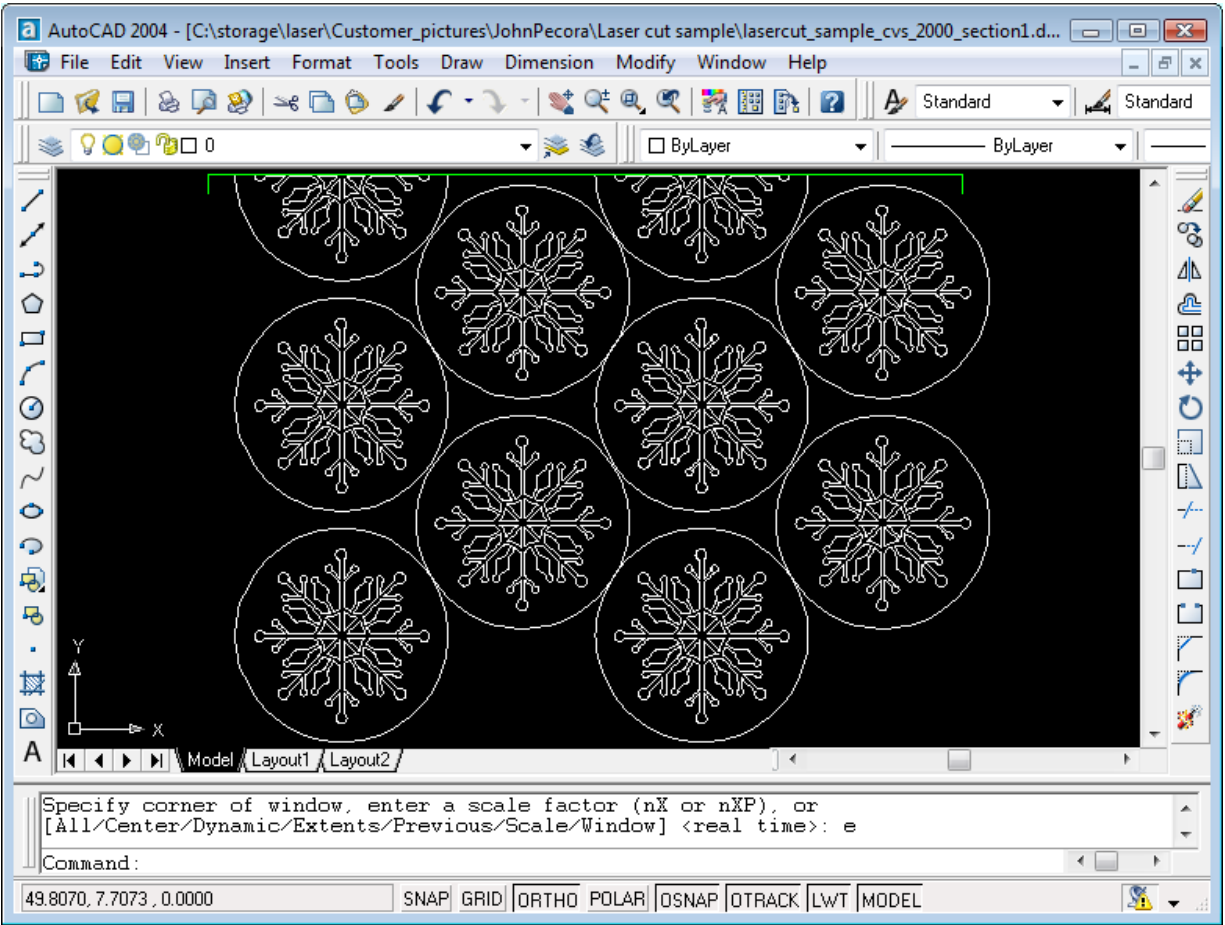 AutoCAD 2004 - [C:\storage\laser\Customer_pictures\JohnPecora\Laser cut sample\lasercut_sample_cvs_2000_section1.d...
File Edit View Insert Format Tools Draw Dimension Modify Window Help
Standard Standard
0 ByLayer ByLayer
Y
X
A
Model Layout1 Layout2
Specify corner of window, enter a scale factor (nX or nXP), or
[All/Center/Dynamic/Extents/Previous/Scale/Window] <real time>: e
Command:
49.8070, 7.7073 , 0.0000 SNAP GRID ORTHO POLAR OSNAP OTRACK LWT MODEL